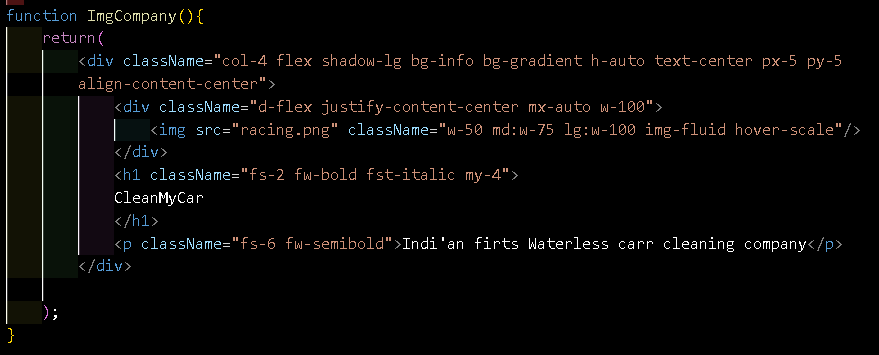 function ImgCompany(){
return(
<div className="col-4 flex shadow-lg bg-info bg-gradient h-auto text-center px-5 py-5
align-content-center">
<div className="d-flex justify-content-center mx-auto w-100">
<img src="racing.png" className="w-50 md:w-75 lg:w-100 img-fluid hover-scale"/>
</div>
<h1 className="fs-2 fw-bold fst-italic my-4">
CleanMyCar
</h1>
<p className="fs-6 fw-semibold">Indi'an firts Waterless carr cleaning company</p>
</div>
);
}